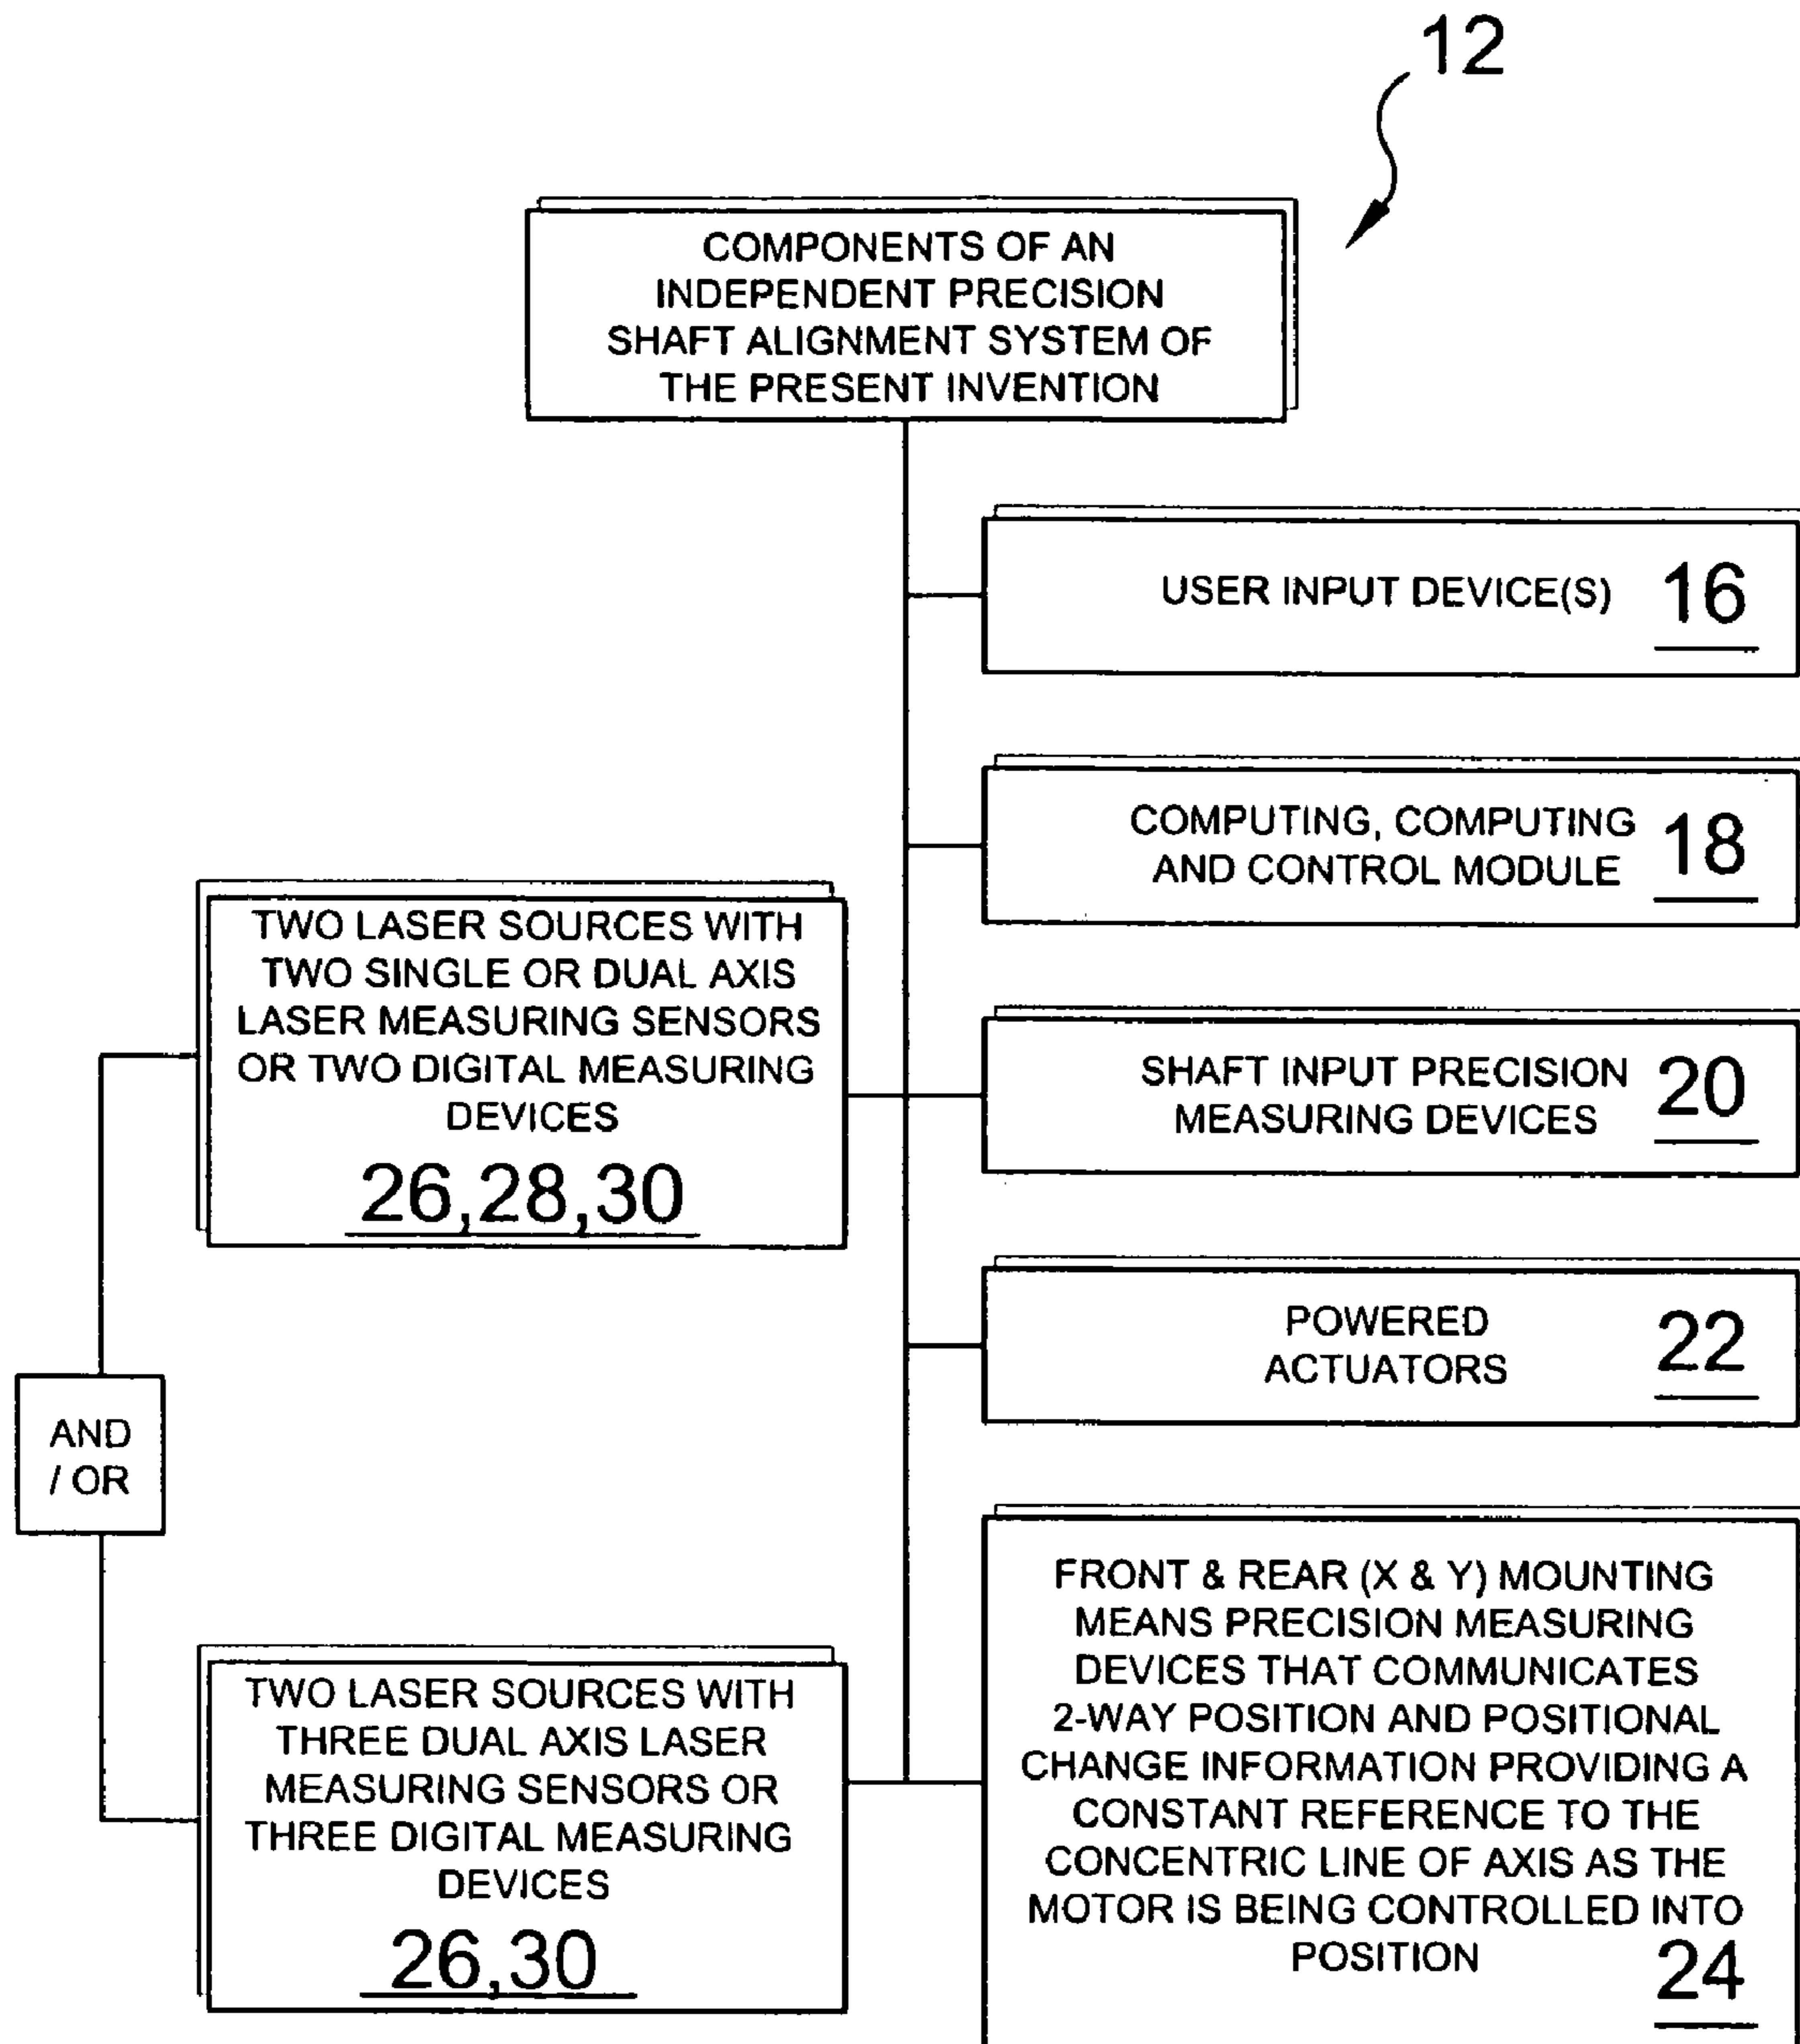 12
COMPONENTS OF AN
INDEPENDENT PRECISION
SHAFT ALIGNMENT SYSTEM OF
THE PRESENT INVENTION
USER INPUT DEVICE(S) 16
COMPUTING, COMPUTING
AND CONTROL MODULE 18
TWO LASER SOURCES WITH
TWO SINGLE OR DUAL AXIS
LASER MEASURING SENSORS
OR TWO DIGITAL MEASURING
DEVICES
26,28,30
SHAFT INPUT PRECISION
MEASURING DEVICES 20
POWERED
ACTUATORS 22
AND
/ OR
TWO LASER SOURCES WITH
THREE DUAL AXIS LASER
MEASURING SENSORS OR
THREE DIGITAL MEASURING
DEVICES
26,30
FRONT & REAR (X & Y) MOUNTING
MEANS PRECISION MEASURING
DEVICES THAT COMMUNICATES
2-WAY POSITION AND POSITIONAL
CHANGE INFORMATION PROVIDING A
CONSTANT REFERENCE TO THE
CONCENTRIC LINE OF AXIS AS THE
MOTOR IS BEING CONTROLLED INTO
POSITION
24